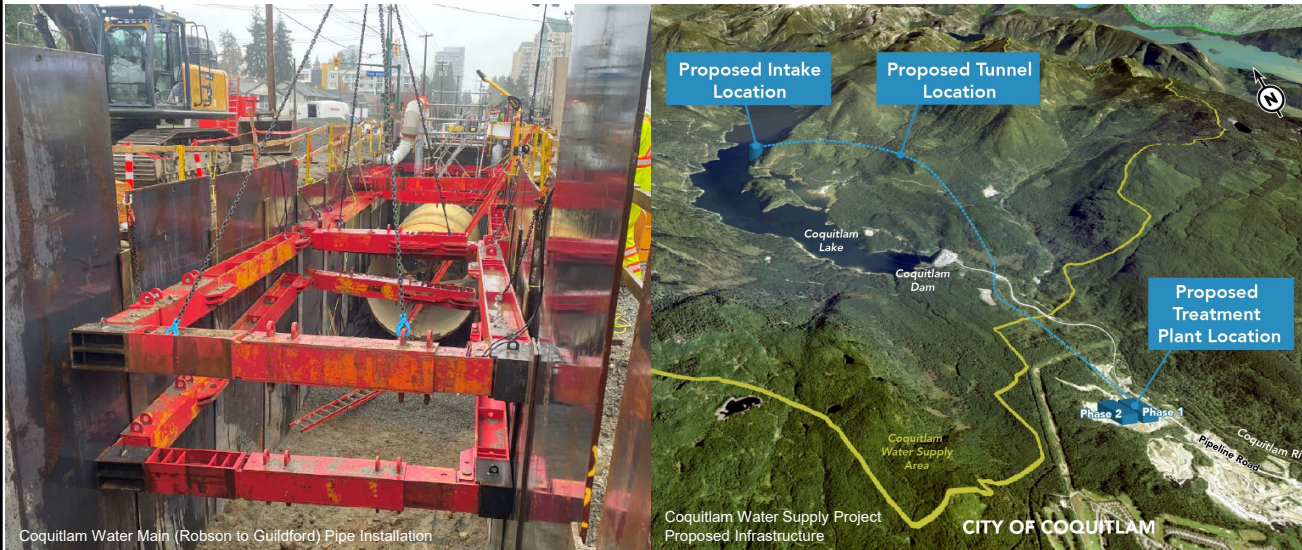 Coquitlam Water Main (Robson to Guildford) Pipe Installation
Proposed Intake
Location
Proposed Tunnel
Location
N
Coquitlam
Lake
Coquitlam
Dam
Proposed
Treatment
Plant Location
Phase 2
Phase 1
Pipeline Road
Coquitlam Ri
Coquitlam
Water Supply
Area
Coquitlam Water Supply Project
Proposed Infrastructure
CITY OF COQUITLAM